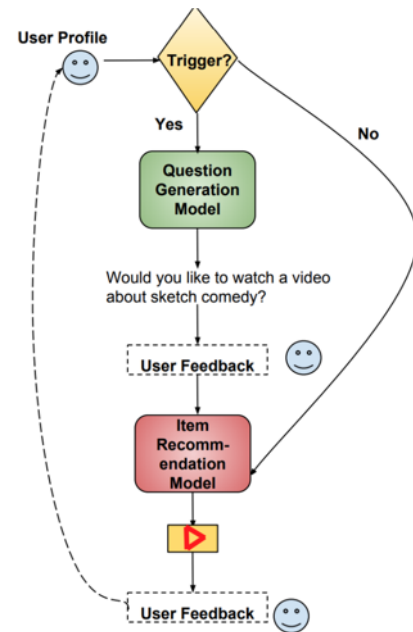 User Profile
Trigger?
Yes
No
Question
Generation
Model
Would you like to watch a video
about sketch comedy?
User Feedback
Item
Recomm-
endation
Model
User Feedback